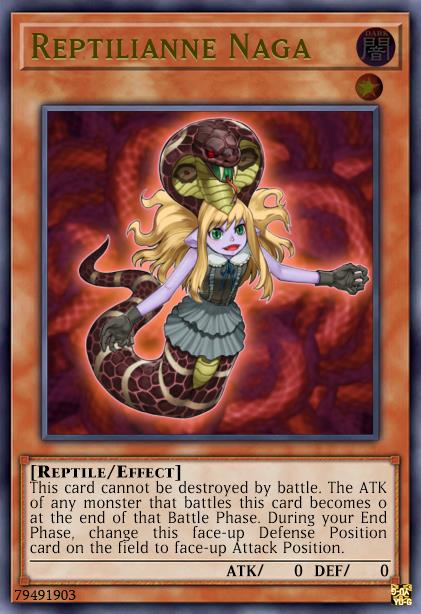 Reptilianne Naga
DARK
闇
[Reptile/Effect]
This card cannot be destroyed by battle. The ATK
of any monster that battles this card becomes 0
at the end of that Battle Phase. During your End
Phase, change this face-up Defense Position
card on the field to face-up Attack Position.
ATK/ 0 DEF/ 0
79491903